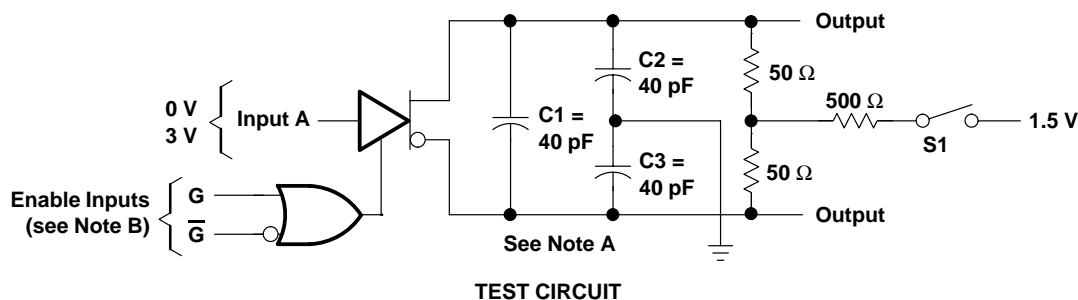 Output
C2 =
40 pF
50 Ω
500 Ω
0 V
3 V
Input A
C1 =
40 pF
1.5 V
S1
C3 =
40 pF
50 Ω
Enable Inputs
(see Note B)
G
G̅
Output
See Note A
TEST CIRCUIT